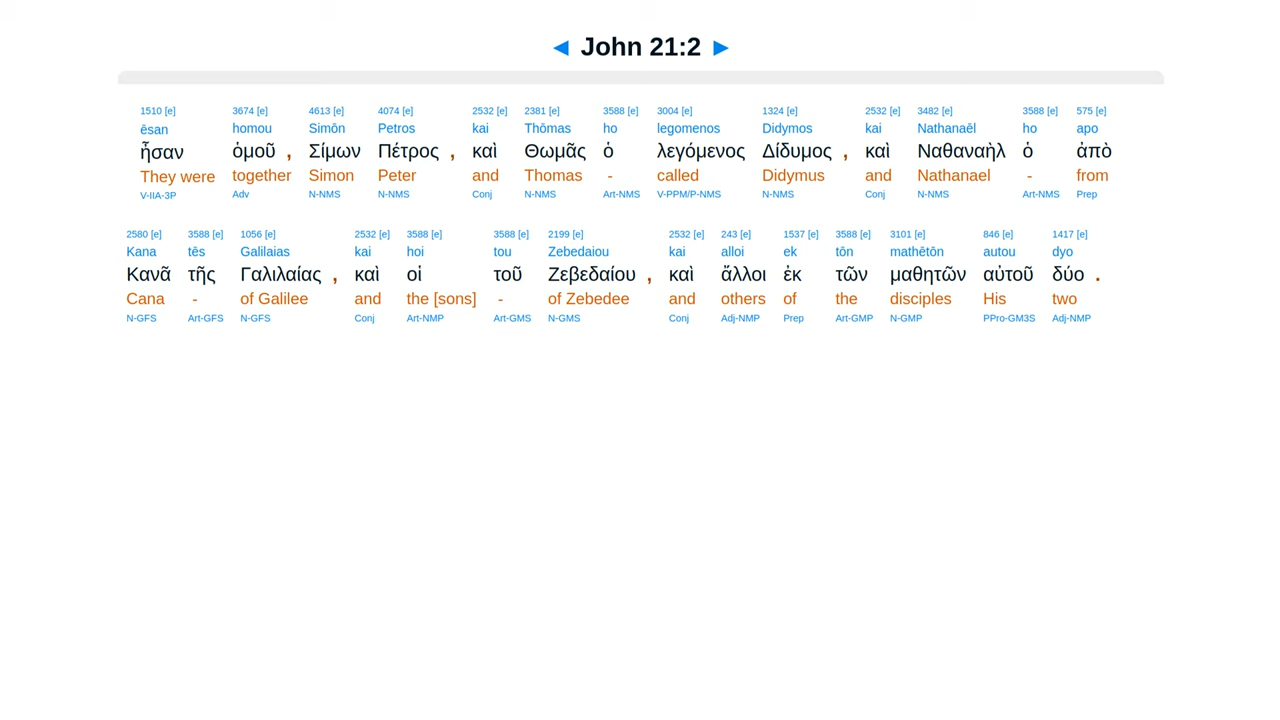 ◄ John 21:2 ►
1510 [e] 3674 [e] 4613 [e] 4074 [e] 2532 [e] 2381 [e] 3588 [e] 3004 [e] 1324 [e] 2532 [e] 3482 [e] 3588 [e] 575 [e]
ēsan homou Simōn Petros kai Thōmas ho legomenos Didymos kai Nathanaēl ho apo
ἦσαν ὁμοῦ , Σίμων Πέτρος , καὶ Θωμᾶς ὁ λεγόμενος Δίδυμος , καὶ Ναθαναὴλ ὁ ἀπὸ
They were together Simon Peter and Thomas - called Didymus and Nathanael - from
V-IIA-3P Adv N-NMS N-NMS Conj N-NMS Art-NMS V-PPM/P-NMS N-NMS Conj N-NMS Art-NMS Prep
2580 [e] 3588 [e] 1056 [e] 2532 [e] 3588 [e] 3588 [e] 2199 [e] 2532 [e] 243 [e] 1537 [e] 3588 [e] 3101 [e] 846 [e] 1417 [e]
Kana tēs Galilaias kai hoi tou Zebedaiou kai alloi ek tōn mathētōn autou dyo
Κανᾶ τῆς Γαλιλαίας , καὶ οἱ τοῦ Ζεβεδαίου , καὶ ἄλλοι ἐκ τῶν μαθητῶν αὐτοῦ δύο .
Cana - of Galilee and the [sons] - of Zebedee and others of the disciples His two
N-GFS Art-GFS N-GFS Conj Art-NMP Art-GMS N-GMS Conj Adj-NMP Prep Art-GMP N-GMP PPro-GM3S Adj-NMP